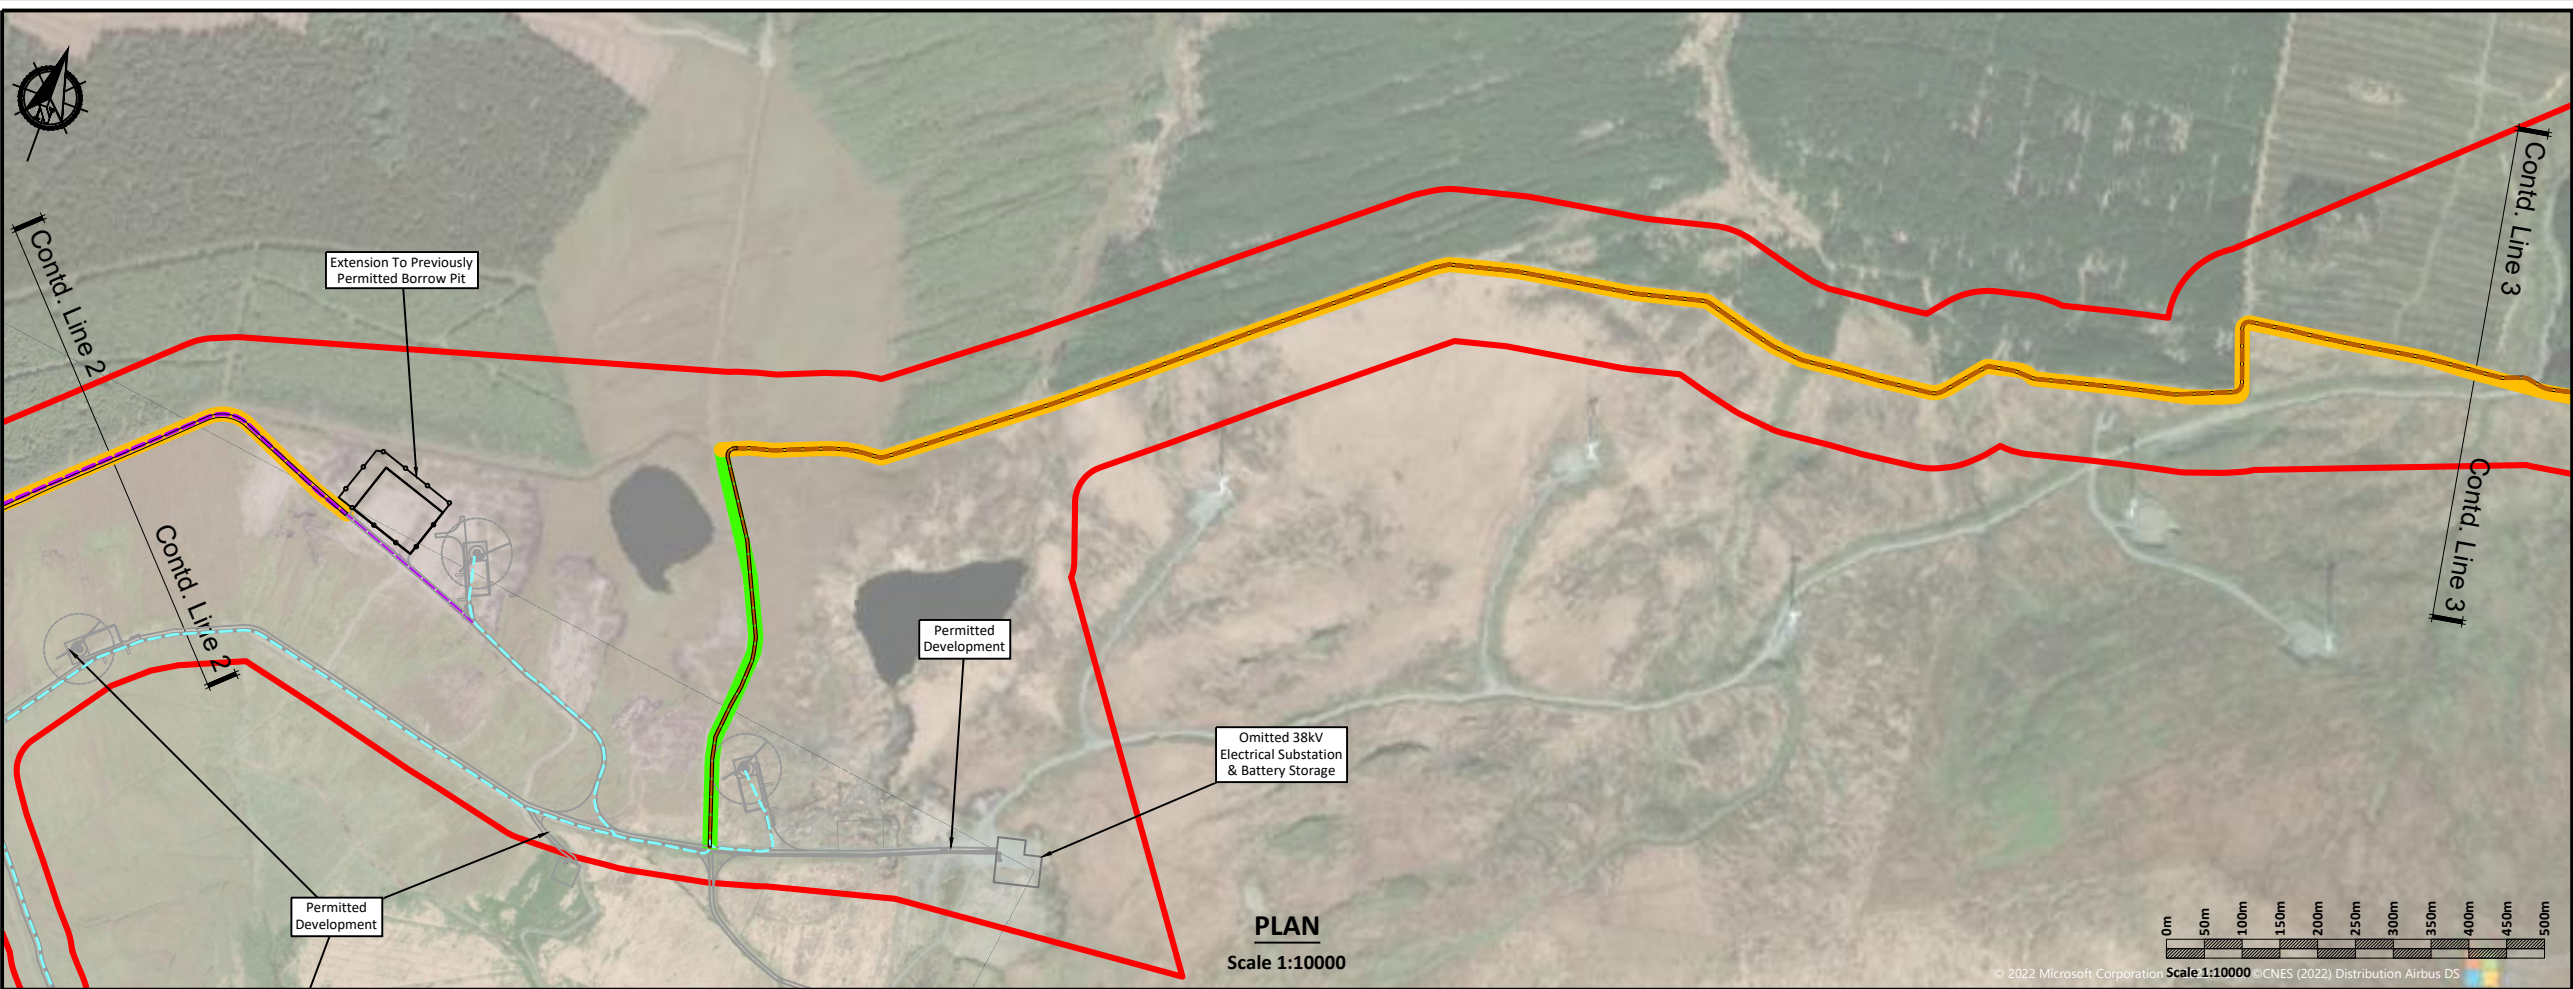 Contd. Line 2
Contd. Line 2
Extension To Previously
Permitted Borrow Pit
Contd. Line 3
Contd. Line 3
Permitted
Development
Omitted 38kV
Electrical Substation
& Battery Storage
Permitted
Development
PLAN
Scale 1:10000
0m
50m
100m
150m
200m
250m
300m
350m
400m
450m
500m
Scale 1:10000
© 2022 Microsoft Corporation ©CNES (2022) Distribution Airbus DS